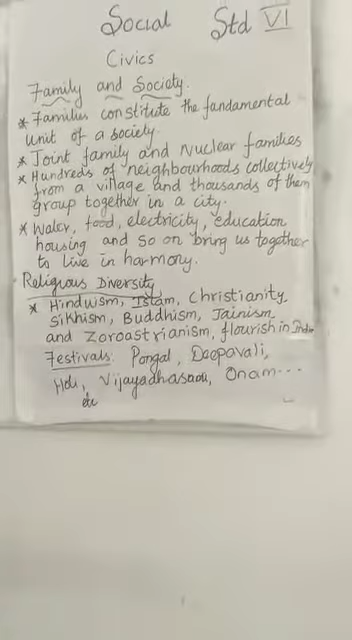 Social Std VI
Civics
Family and Society.
* Families constitute the fandamental
unit of a society.
* Joint family and Nuclear families
* Hundreds of neighbourhoods collectively
from a village and thousands of them
group together in a city.
* Water, food, electricity, education
housing and so on bring us together
to live in harmony.
Religious Diversity
* Hinduism, Islam, Christianity
Sikhism, Buddhism, Jainism
and Zoroastrianism, flourish in India
Festivals: Pongal, Deepavali,
Holi, Vijayadhasami, Onam...
etc